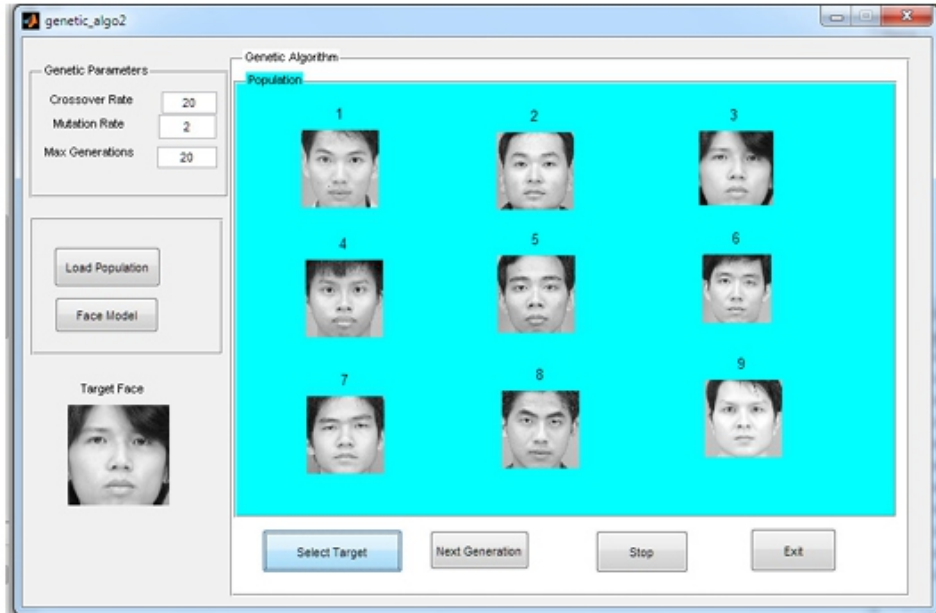 genetic_algo2
Genetic Parameters
Crossover Rate 20
Mutation Rate 2
Max Generations 20
Load Population
Face Model
Target Face
Genetic Algorithm
Population
1 2 3
4 5 6
7 8 9
Select Target Next Generation Stop Exit